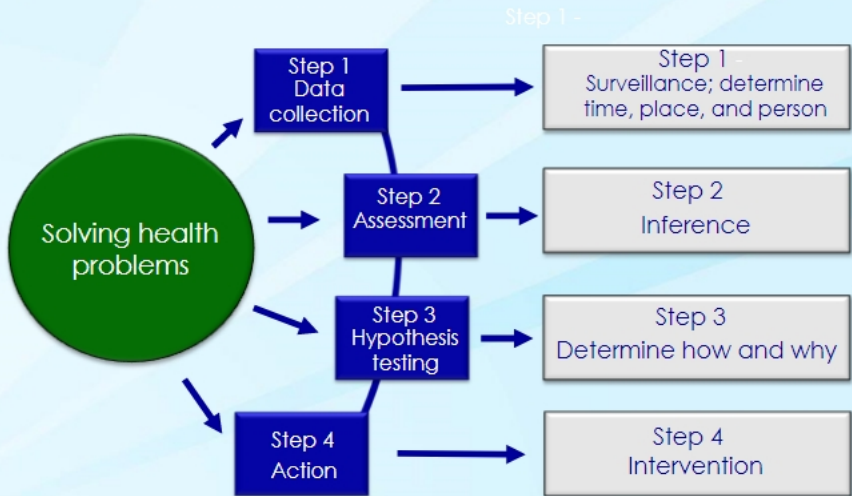 Step 1 -
Solving health
problems
Step 1
Data
collection
Step 1 -
Surveillance; determine
time, place, and person
Step 2
Assessment
Step 2
Inference
Step 3
Hypothesis
testing
Step 3
Determine how and why
Step 4
Action
Step 4
Intervention